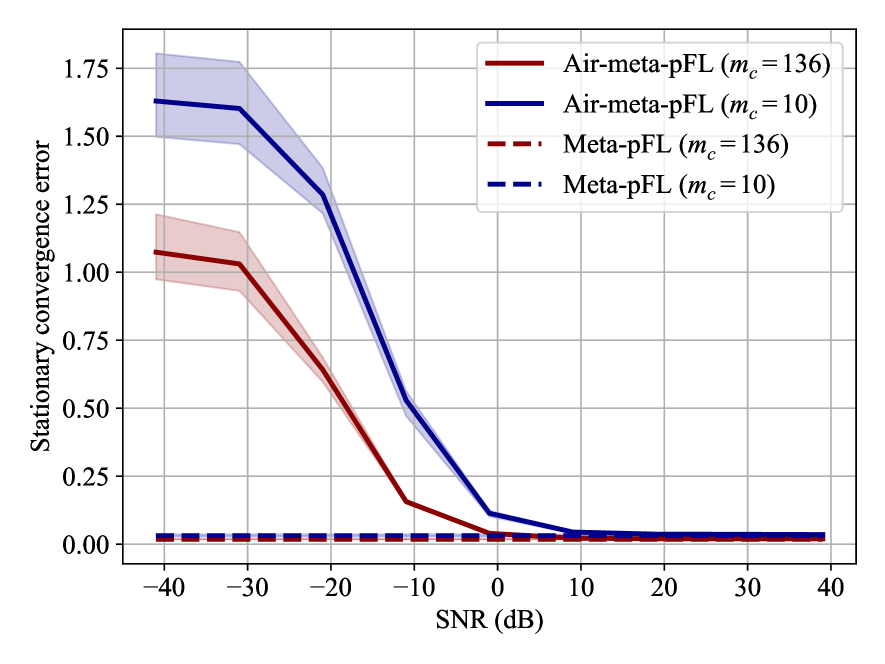 Air-meta-pFL (m_c = 136)
Air-meta-pFL (m_c = 10)
Meta-pFL (m_c = 136)
Meta-pFL (m_c = 10)
Stationary convergence error
1.75
1.50
1.25
1.00
0.75
0.50
0.25
0.00
−40 −30 −20 −10 0 10 20 30 40
SNR (dB)